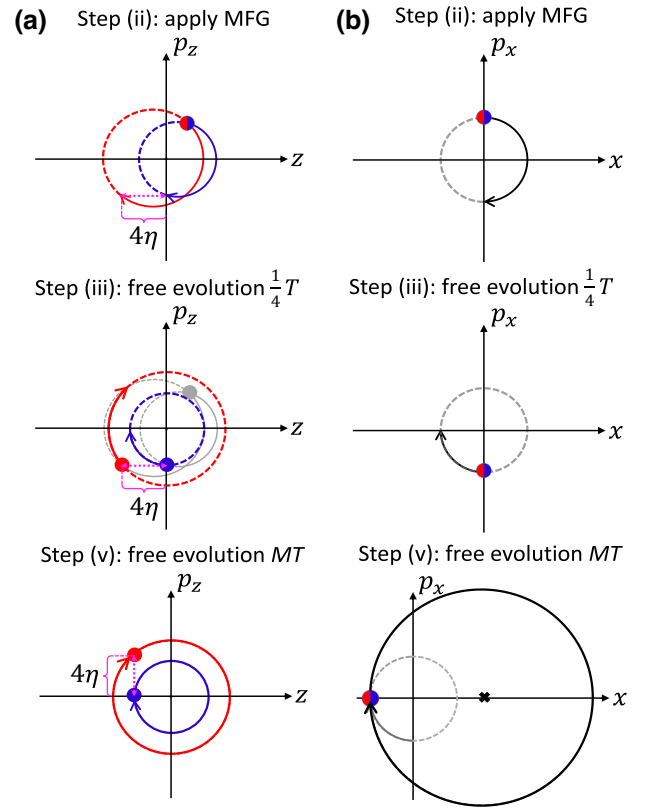 (a) Step (ii): apply MFG
p_z
z
4η
Step (iii): free evolution 1/4 T
p_z
z
4η
Step (v): free evolution MT
p_z
4η
z
(b) Step (ii): apply MFG
p_x
x
Step (iii): free evolution 1/4 T
p_x
x
Step (v): free evolution MT
p_x
x